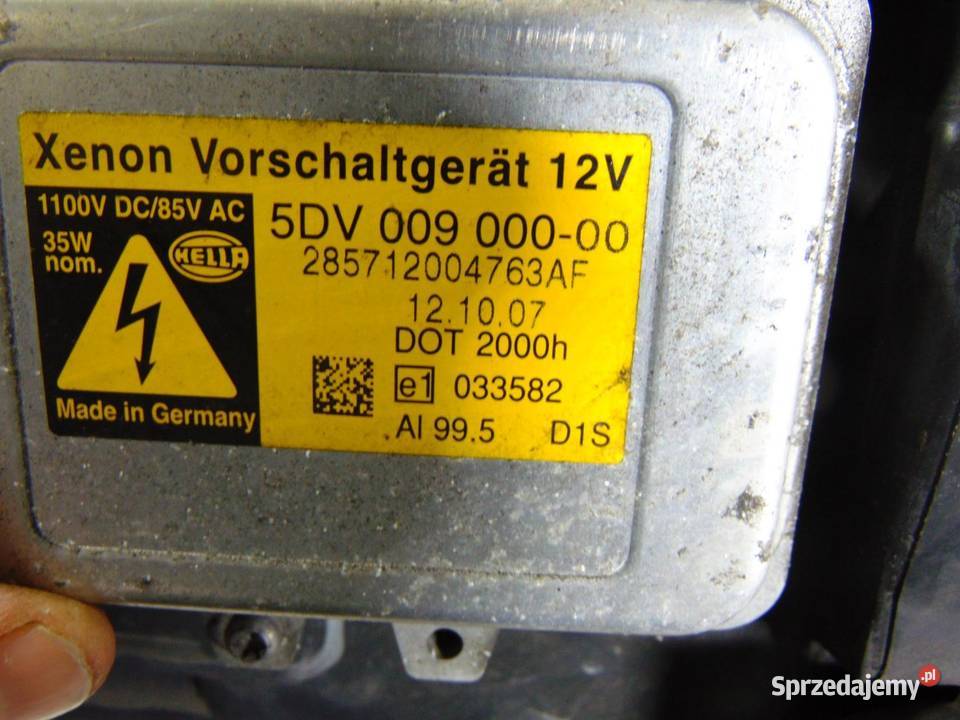 Xenon Vorschaltgerät 12V
1100V DC/85V AC
35W
nom.
HELLA
Made in Germany
5DV 009 000-00
285712004763AF
12.10.07
DOT 2000h
e1 033582
Al 99.5 D1S
Sprzedajemy.pl